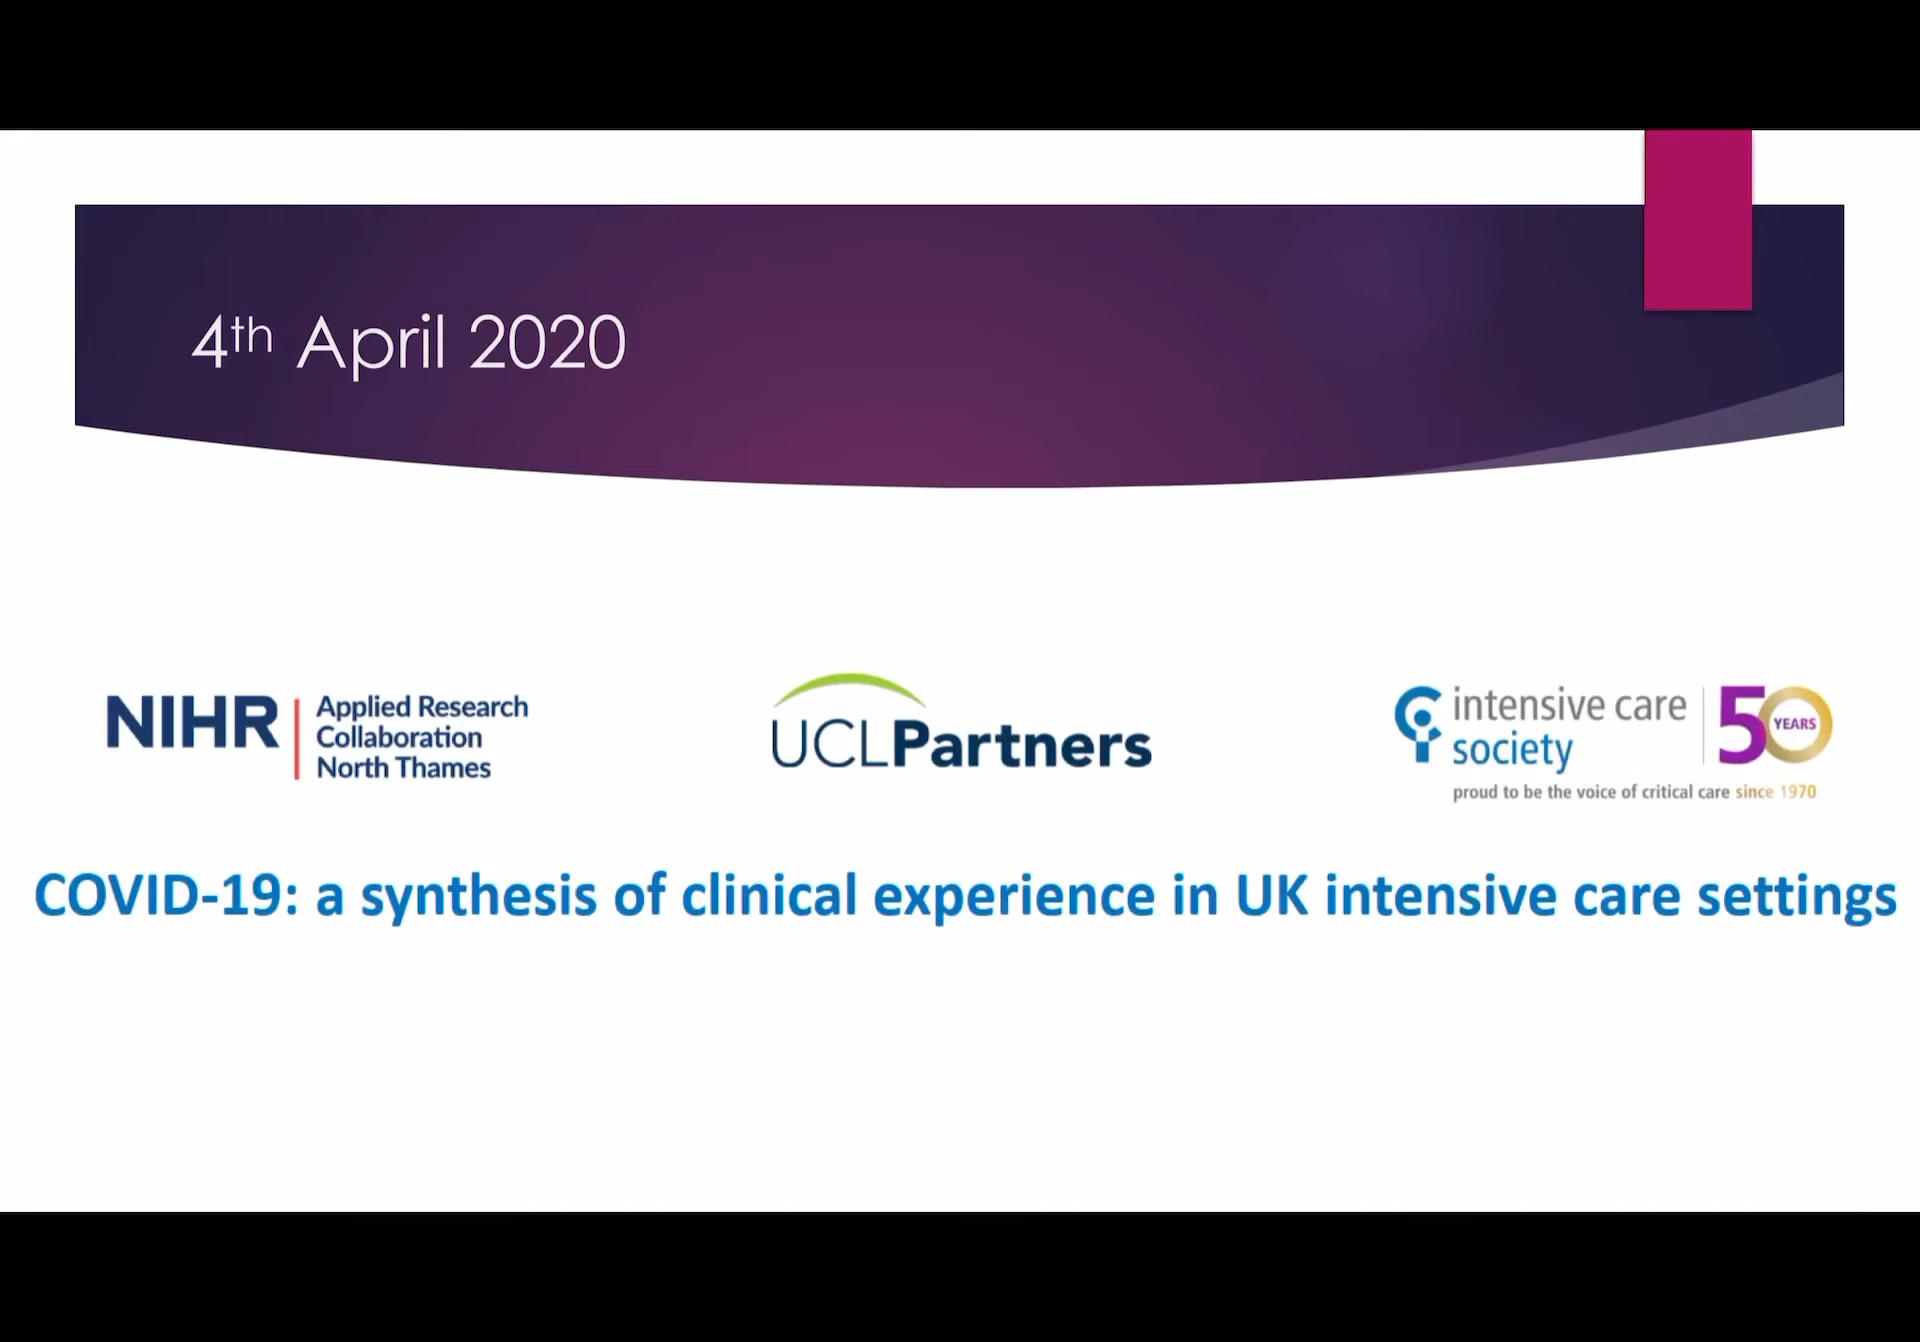 4th April 2020
NIHR
Applied Research
Collaboration
North Thames
UCLPartners
intensive care
society
50
YEARS
proud to be the voice of critical care since 1970
COVID-19: a synthesis of clinical experience in UK intensive care settings